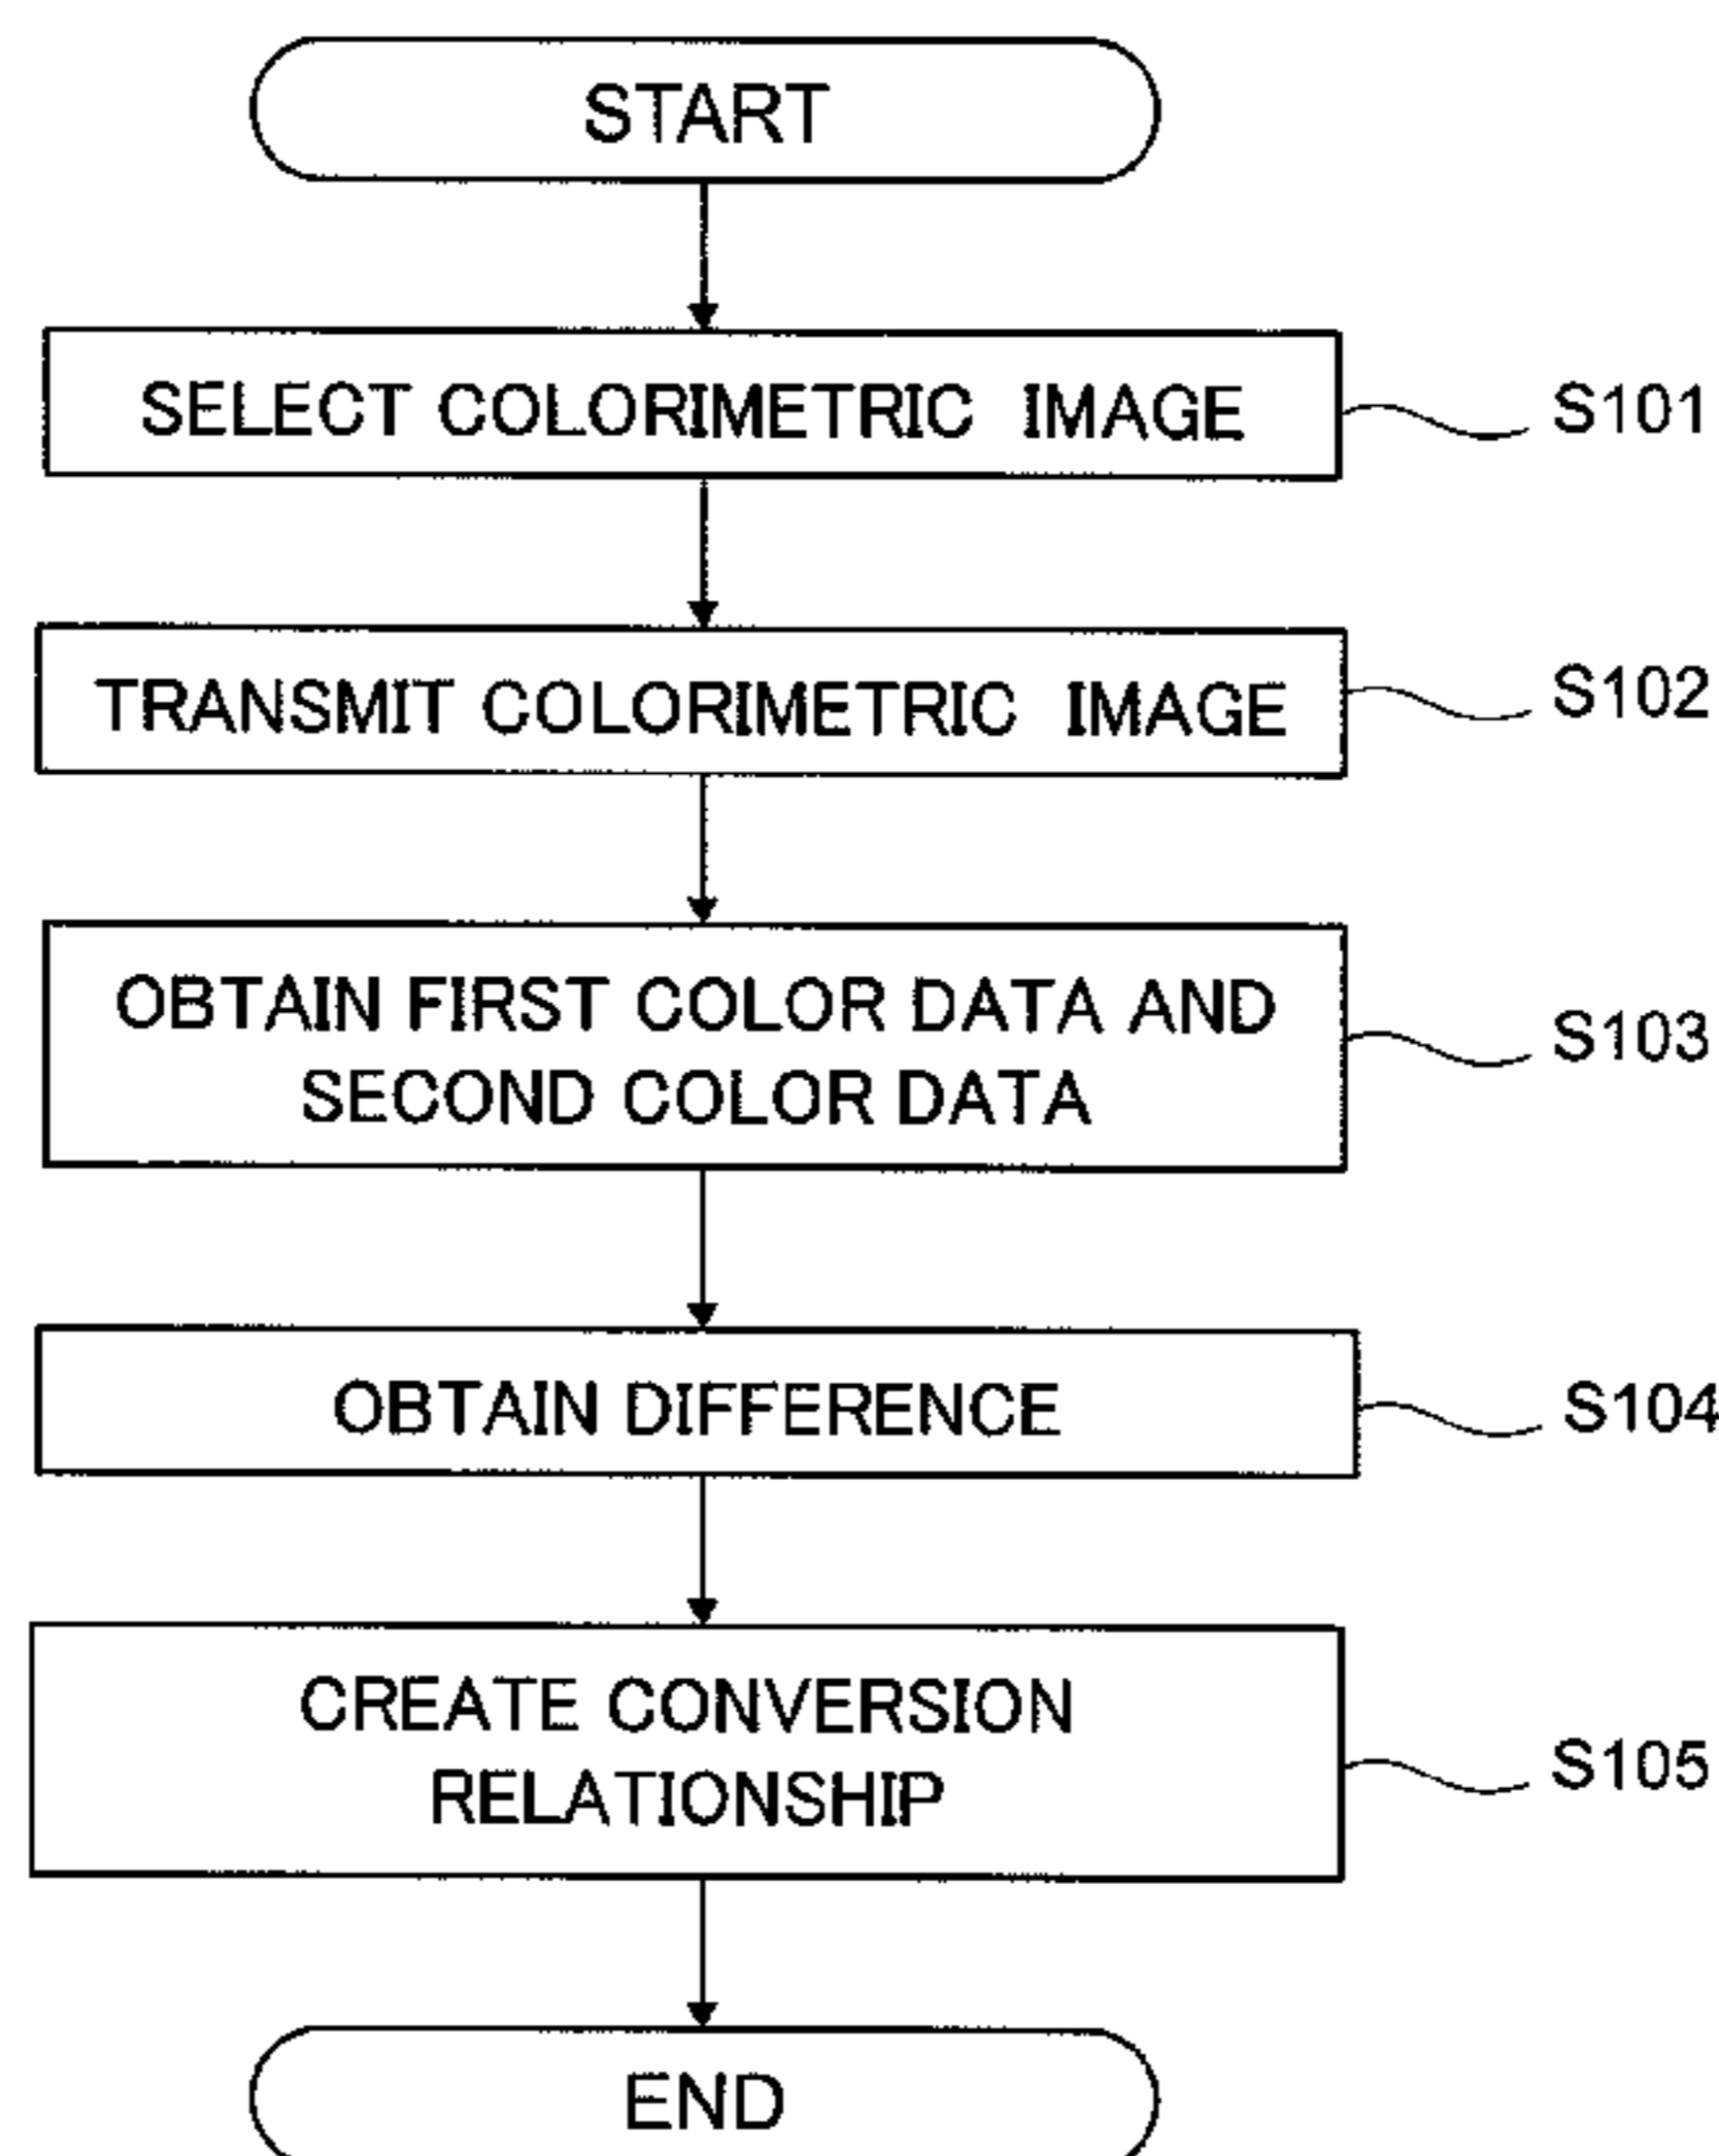 START
SELECT COLORIMETRIC IMAGE
S101
TRANSMIT COLORIMETRIC IMAGE
S102
OBTAIN FIRST COLOR DATA AND
SECOND COLOR DATA
S103
OBTAIN DIFFERENCE
S104
CREATE CONVERSION
RELATIONSHIP
S105
END